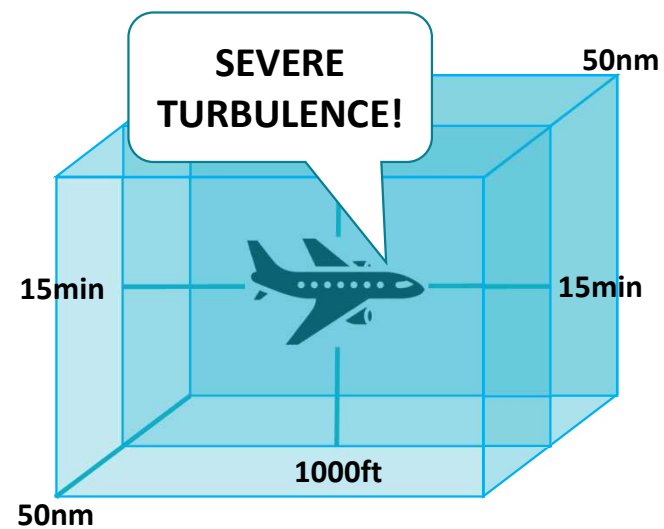 SEVERE
TURBULENCE!
50nm
15min
15min
1000ft
50nm